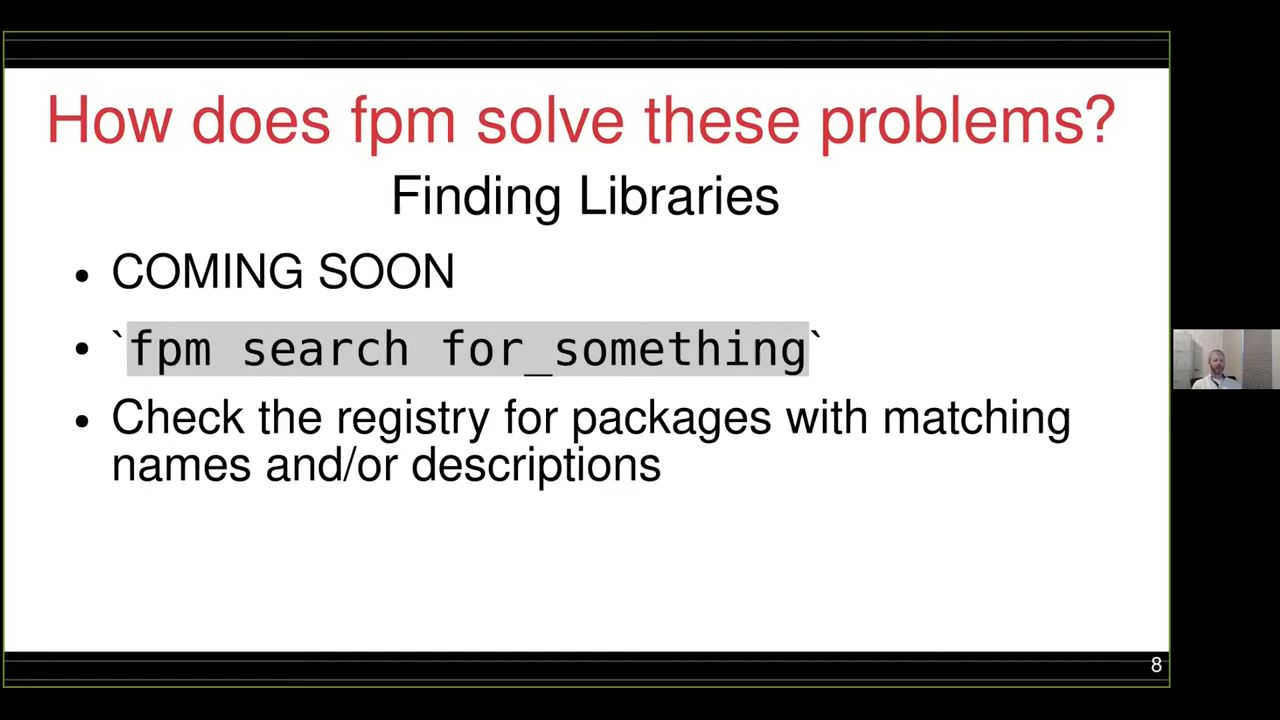 How does fpm solve these problems?
Finding Libraries
• COMING SOON
• `fpm search for_something`
• Check the registry for packages with matching
names and/or descriptions
8